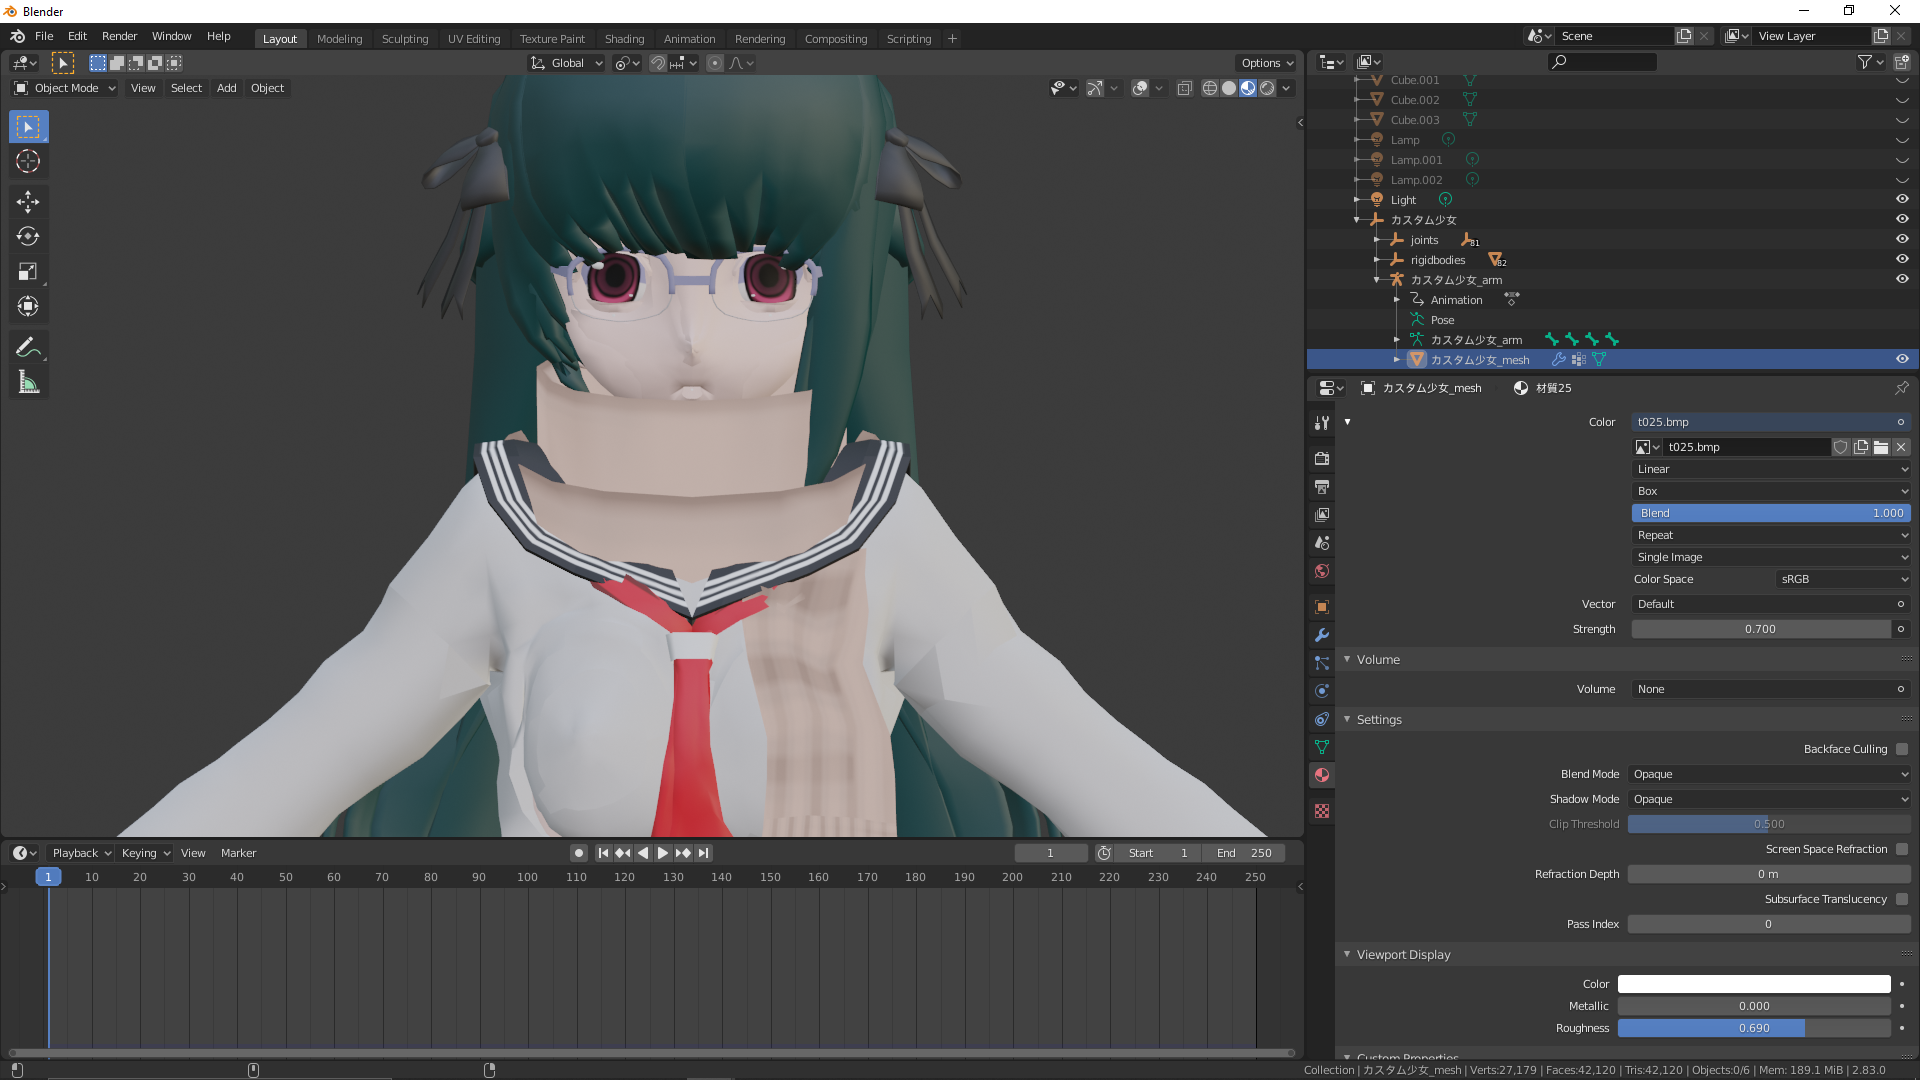 Blender
File Edit Render Window Help
Layout Modeling Sculpting UV Editing Texture Paint Shading Animation Rendering Compositing Scripting +
Scene
View Layer
Global
Options
Object Mode View Select Add Object
Cube.001
Cube.002
Cube.003
Lamp
Lamp.001
Lamp.002
Light
カスタム少女
joints 81
rigidbodies 82
カスタム少女_arm
Animation
Pose
カスタム少女_arm
カスタム少女_mesh
カスタム少女_mesh 材質25
Color t025.bmp
t025.bmp
Linear
Box
Blend 1.000
Repeat
Single Image
Color Space sRGB
Vector Default
Strength 0.700
Volume
Volume None
Settings
Backface Culling
Blend Mode Opaque
Shadow Mode Opaque
Clip Threshold 0.500
Screen Space Refraction
Refraction Depth 0 m
Subsurface Translucency
Pass Index 0
Viewport Display
Color
Metallic 0.000
Roughness 0.690
Custom Properties
Playback Keying View Marker
1 Start 1 End 250
1 10 20 30 40 50 60 70 80 90 100 110 120 130 140 150 160 170 180 190 200 210 220 230 240 250
Collection | カスタム少女_mesh | Verts:27,179 | Faces:42,120 | Tris:42,120 | Objects:0/6 | Mem: 189.1 MiB | 2.83.0